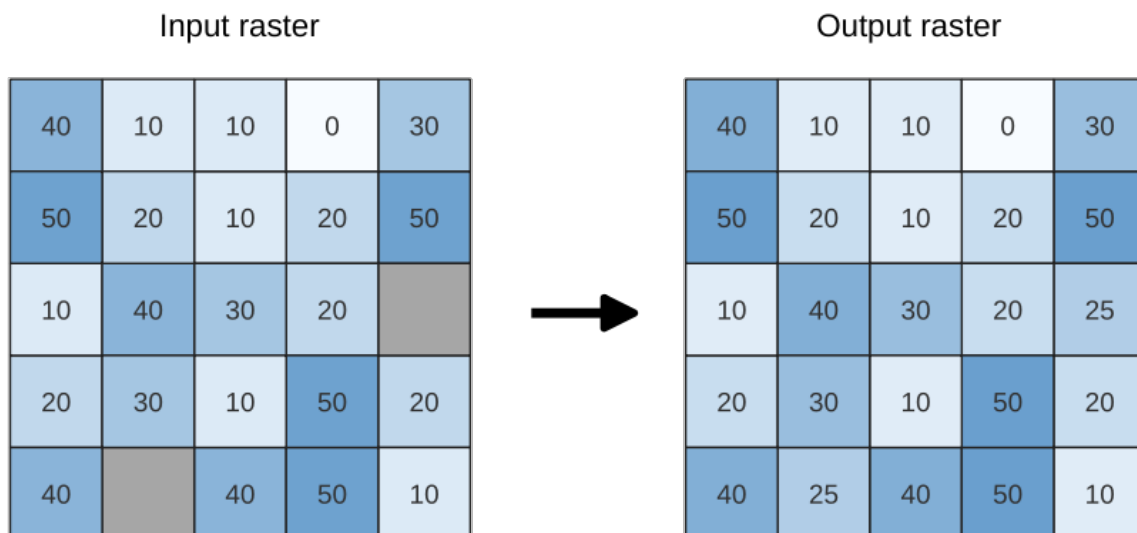 Input raster
Output raster
40 10 10 0 30
50 20 10 20 50
10 40 30 20
20 30 10 50 20
40 40 50 10
40 10 10 0 30
50 20 10 20 50
10 40 30 20 25
20 30 10 50 20
40 25 40 50 10